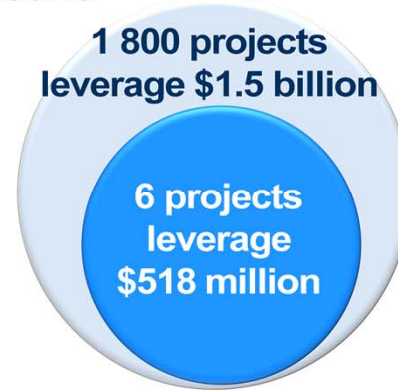 1 800 projects
leverage $1.5 billion
6 projects
leverage
$518 million